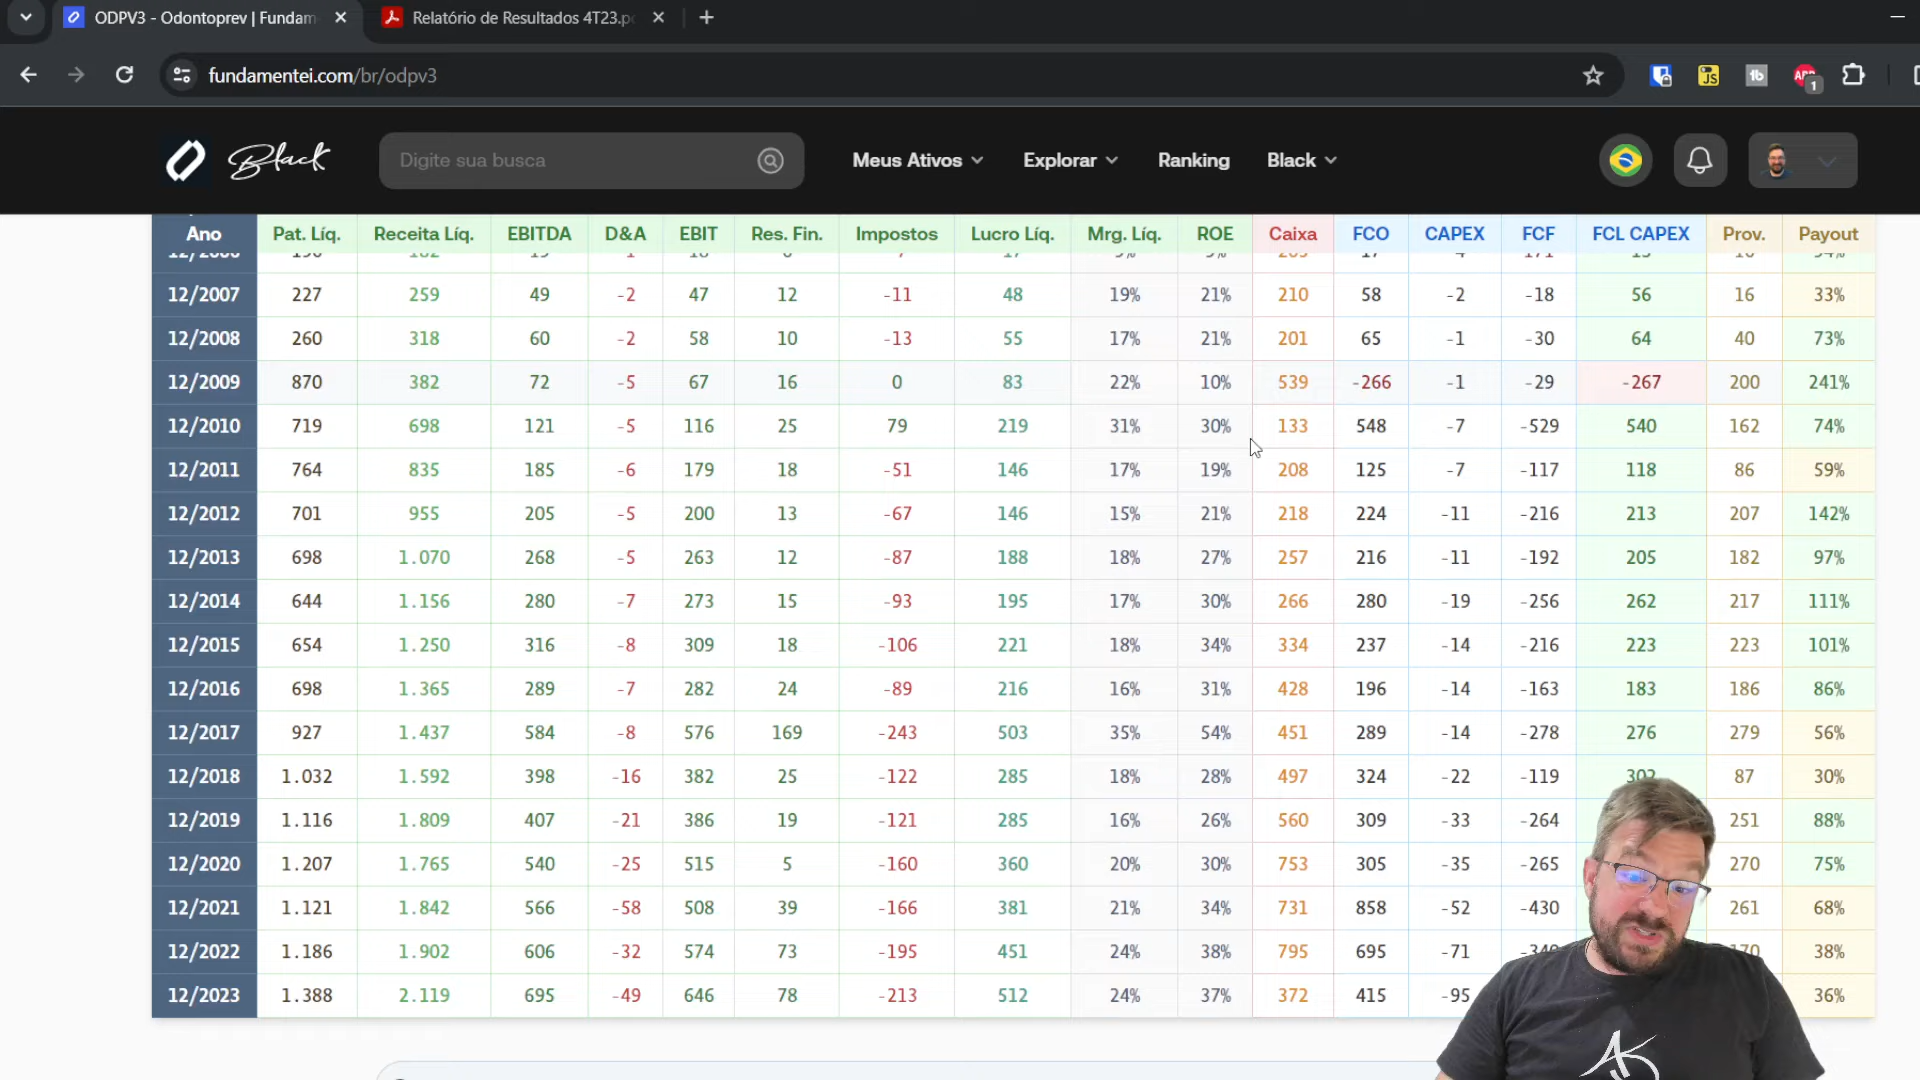 ODPV3 - Odontoprev | Fundam
Relatório de Resultados 4T23.p
fundamentei.com/br/odpv3
JS
1b
ABP
1
Black
Digite sua busca
Meus Ativos
Explorar
Ranking
Black
Ano Pat. Líq. Receita Líq. EBITDA D&A EBIT Res. Fin. Impostos Lucro Líq. Mrg. Líq. ROE Caixa FCO CAPEX FCF FCL CAPEX Prov. Payout
12/2007 227 259 49 -2 47 12 -11 48 19% 21% 210 58 -2 -18 56 16 33%
12/2008 260 318 60 -2 58 10 -13 55 17% 21% 201 65 -1 -30 64 40 73%
12/2009 870 382 72 -5 67 16 0 83 22% 10% 539 -266 -1 -29 -267 200 241%
12/2010 719 698 121 -5 116 25 79 219 31% 30% 133 548 -7 -529 540 162 74%
12/2011 764 835 185 -6 179 18 -51 146 17% 19% 208 125 -7 -117 118 86 59%
12/2012 701 955 205 -5 200 13 -67 146 15% 21% 218 224 -11 -216 213 207 142%
12/2013 698 1.070 268 -5 263 12 -87 188 18% 27% 257 216 -11 -192 205 182 97%
12/2014 644 1.156 280 -7 273 15 -93 195 17% 30% 266 280 -19 -256 262 217 111%
12/2015 654 1.250 316 -8 309 18 -106 221 18% 34% 334 237 -14 -216 223 223 101%
12/2016 698 1.365 289 -7 282 24 -89 216 16% 31% 428 196 -14 -163 183 186 86%
12/2017 927 1.437 584 -8 576 169 -243 503 35% 54% 451 289 -14 -278 276 279 56%
12/2018 1.032 1.592 398 -16 382 25 -122 285 18% 28% 497 324 -22 -119 302 87 30%
12/2019 1.116 1.809 407 -21 386 19 -121 285 16% 26% 560 309 -33 -264 251 88%
12/2020 1.207 1.765 540 -25 515 5 -160 360 20% 30% 753 305 -35 -265 270 75%
12/2021 1.121 1.842 566 -58 508 39 -166 381 21% 34% 731 858 -52 -430 261 68%
12/2022 1.186 1.902 606 -32 574 73 -195 451 24% 38% 795 695 -71 170 38%
12/2023 1.388 2.119 695 -49 646 78 -213 512 24% 37% 372 415 -95 36%